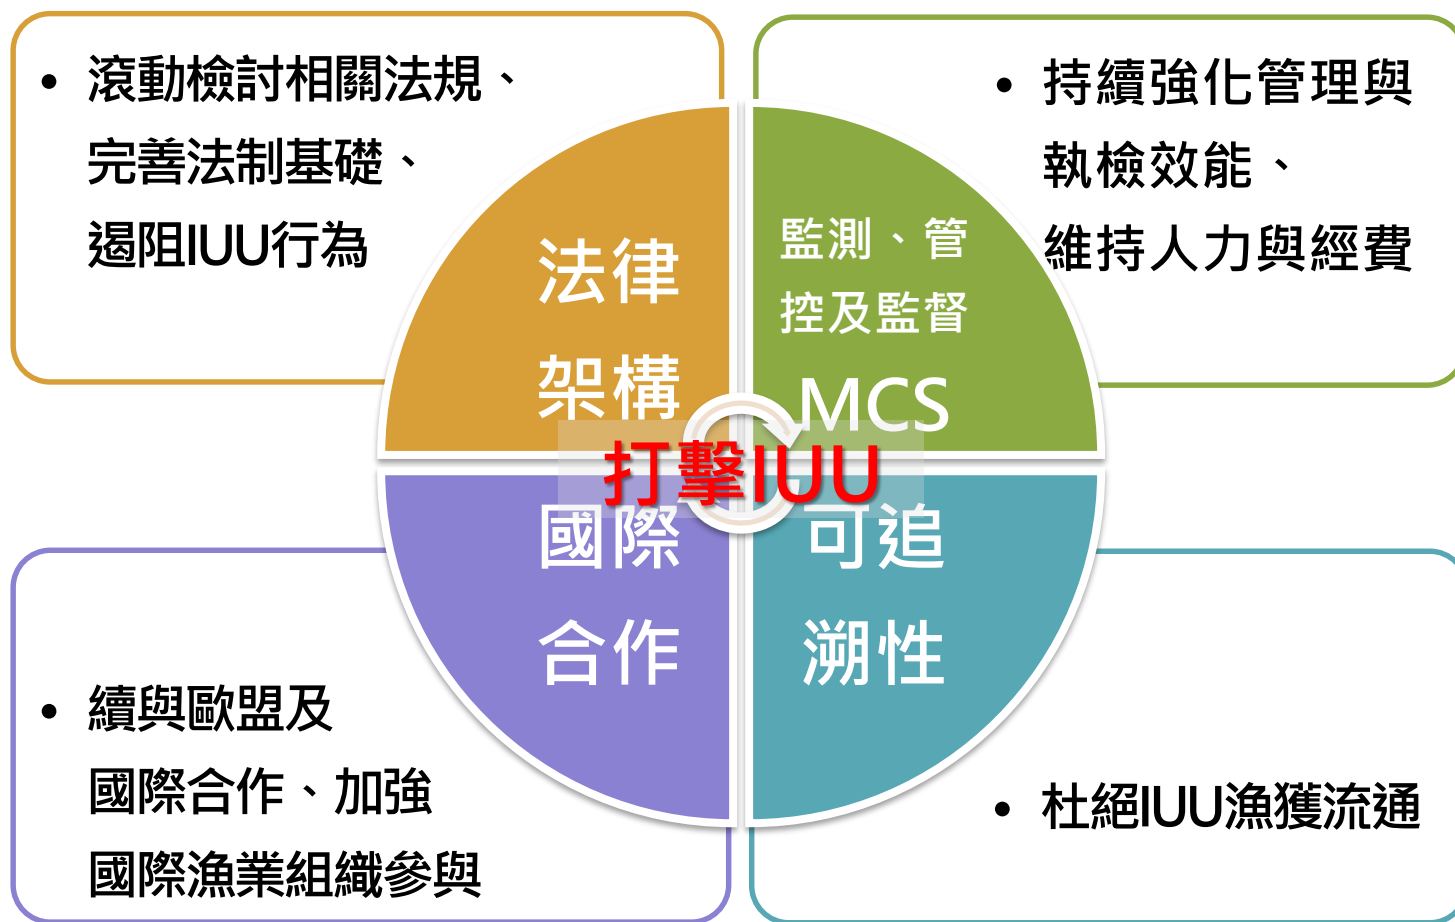 • 滾動檢討相關法規、
完善法制基礎、
遏阻IUU行為
• 持續強化管理與
執檢效能、
維持人力與經費
法律
架構
監測、管
控及監督
MCS
打擊IUU
國際
合作
可追
溯性
• 續與歐盟及
國際合作、加強
國際漁業組織參與
• 杜絕IUU漁獲流通